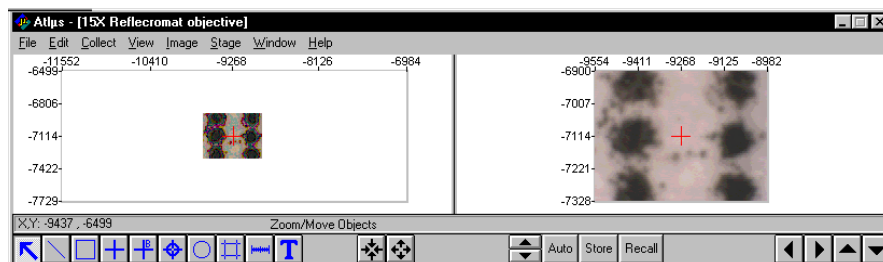 Atlµs - [15X Reflecromat objective]
File Edit Collect View Image Stage Window Help
-11552 -10410 -9268 -8126 -6984
-6499
-6806
-7114
-7422
-7729
-9554 -9411 -9268 -9125 -8982
-6900
-7007
-7114
-7221
-7328
X,Y: -9437 , -6499 Zoom/Move Objects
B T Auto Store Recall